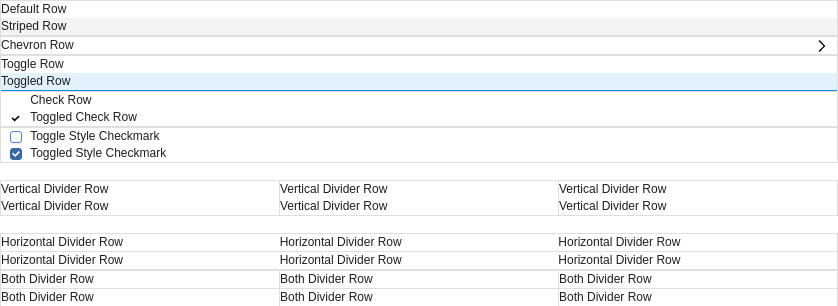 Default Row
Striped Row
Chevron Row
Toggle Row
Toggled Row
Check Row
Toggled Check Row
Toggle Style Checkmark
Toggled Style Checkmark
Vertical Divider Row Vertical Divider Row Vertical Divider Row
Vertical Divider Row Vertical Divider Row Vertical Divider Row
Horizontal Divider Row Horizontal Divider Row Horizontal Divider Row
Horizontal Divider Row Horizontal Divider Row Horizontal Divider Row
Both Divider Row Both Divider Row Both Divider Row
Both Divider Row Both Divider Row Both Divider Row